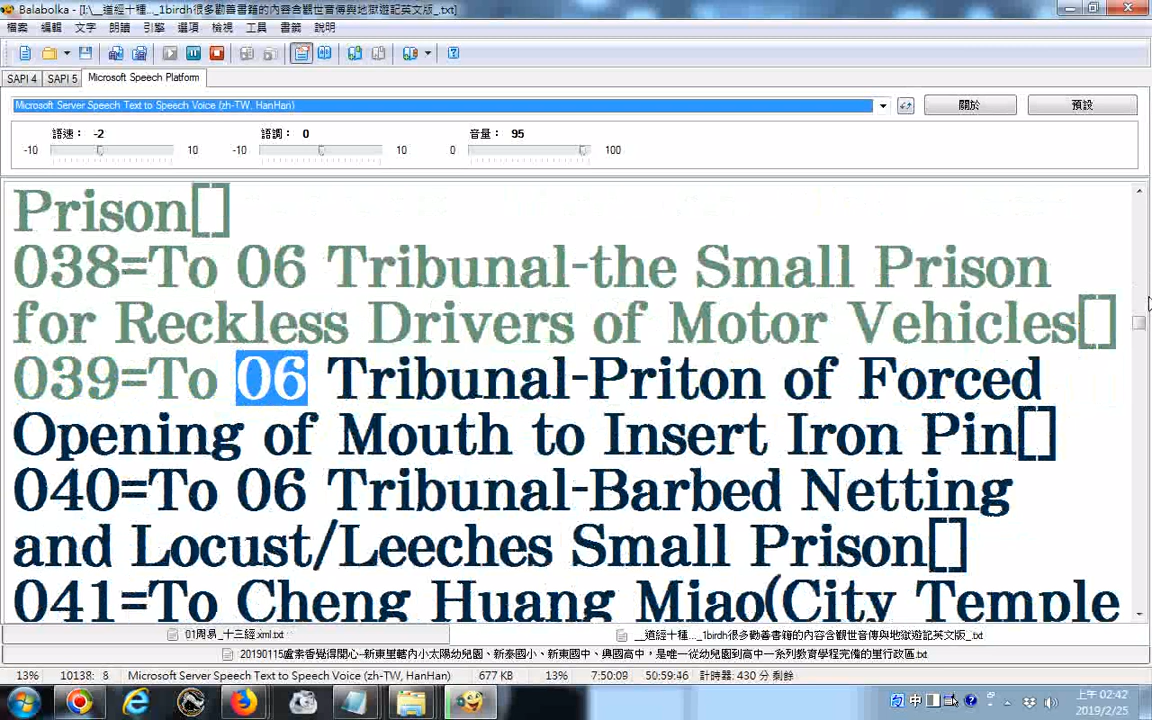 Balabolka - [I:\__道經十種..._1birdh很多勸善書籍的內容含觀世音傳與地獄遊記英文版_.txt]
檔案 編輯 文字 朗讀 引擎 選項 檢視 工具 書籤 說明
SAPI 4 SAPI 5 Microsoft Speech Platform
Microsoft Server Speech Text to Speech Voice (zh-TW, HanHan) 關於 預設
語速： -2 語調： 0 音量： 95
-10 10 -10 10 0 100
Prison[]
038=To 06 Tribunal-the Small Prison
for Reckless Drivers of Motor Vehicles[]
039=To 06 Tribunal-Priton of Forced
Opening of Mouth to Insert Iron Pin[]
040=To 06 Tribunal-Barbed Netting
and Locust/Leeches Small Prison[]
041=To Cheng Huang Miao(City Temple
01周易_十三經.xml.txt __道經十種..._1birdh很多勸善書籍的內容含觀世音傳與地獄遊記英文版_.txt
20190115盧素香覺得開心-新東里轄內小太陽幼兒園、新泰國小、新東國中、興國高中，是唯一從幼兒園到高中一系列教育學程完備的里行政區.txt
13% 10138: 8 Microsoft Server Speech Text to Speech Voice (zh-TW, HanHan) 677 KB 13% 7:50:09 50:59:46 計時器: 430 分 剩餘
中 上午 02:42
2019/2/25